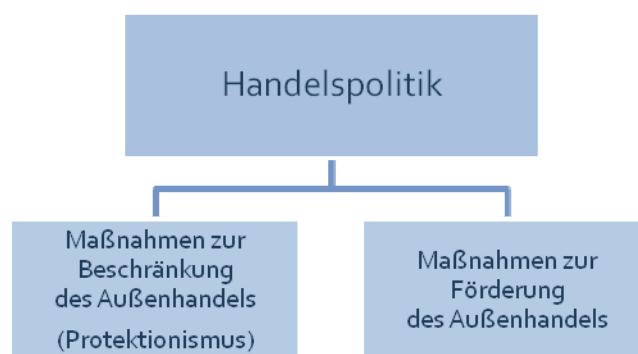 Handelspolitik
Maßnahmen zur
Beschränkung
des Außenhandels
(Protektionismus)
Maßnahmen zur
Förderung
des Außenhandels